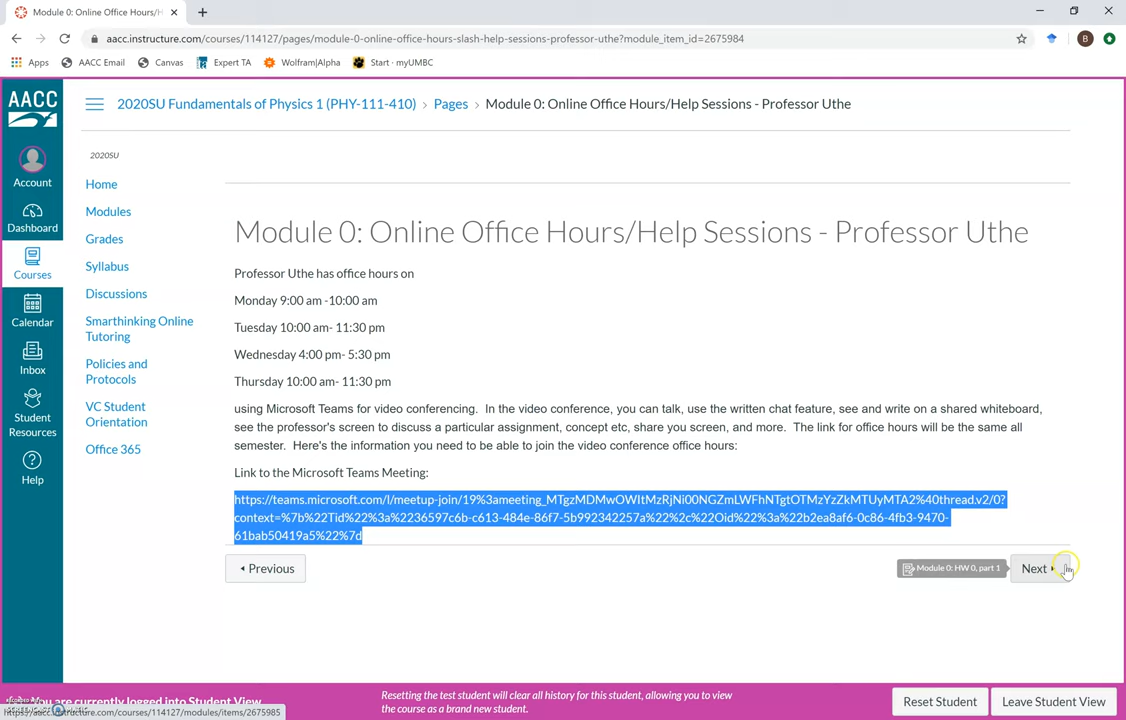 Module 0: Online Office Hours/H
aacc.instructure.com/courses/114127/pages/module-0-online-office-hours-slash-help-sessions-professor-uthe?module_item_id=2675984
B
Apps
AACC Email
Canvas
Expert TA
Wolfram|Alpha
Start · myUMBC
AACC
2020SU Fundamentals of Physics 1 (PHY-111-410) › Pages › Module 0: Online Office Hours/Help Sessions - Professor Uthe
Account
Dashboard
Courses
Calendar
Inbox
Student
Resources
Help
2020SU
Home
Modules
Grades
Syllabus
Discussions
Smarthinking Online
Tutoring
Policies and
Protocols
VC Student
Orientation
Office 365
Module 0: Online Office Hours/Help Sessions - Professor Uthe
Professor Uthe has office hours on
Monday 9:00 am -10:00 am
Tuesday 10:00 am- 11:30 pm
Wednesday 4:00 pm- 5:30 pm
Thursday 10:00 am- 11:30 pm
using Microsoft Teams for video conferencing. In the video conference, you can talk, use the written chat feature, see and write on a shared whiteboard,
see the professor's screen to discuss a particular assignment, concept etc, share you screen, and more. The link for office hours will be the same all
semester. Here's the information you need to be able to join the video conference office hours:
Link to the Microsoft Teams Meeting:
https://teams.microsoft.com/l/meetup-join/19%3ameeting_MTgzMDMwOWItMzRjNi00NGZmLWFhNTgtOTMzYzZkMTUyMTA2%40thread.v2/0?
context=%7b%22Tid%22%3a%2236597c6b-c613-484e-86f7-5b992342257a%22%2c%22Oid%22%3a%22b2ea8af6-0c86-4fb3-9470-
61bab50419a5%22%7d
Previous
Module 0: HW 0, part 1
Next
You are currently logged into Student View
https://aacc.instructure.com/courses/114127/modules/items/2675985
Resetting the test student will clear all history for this student, allowing you to view
the course as a brand new student.
Reset Student
Leave Student View